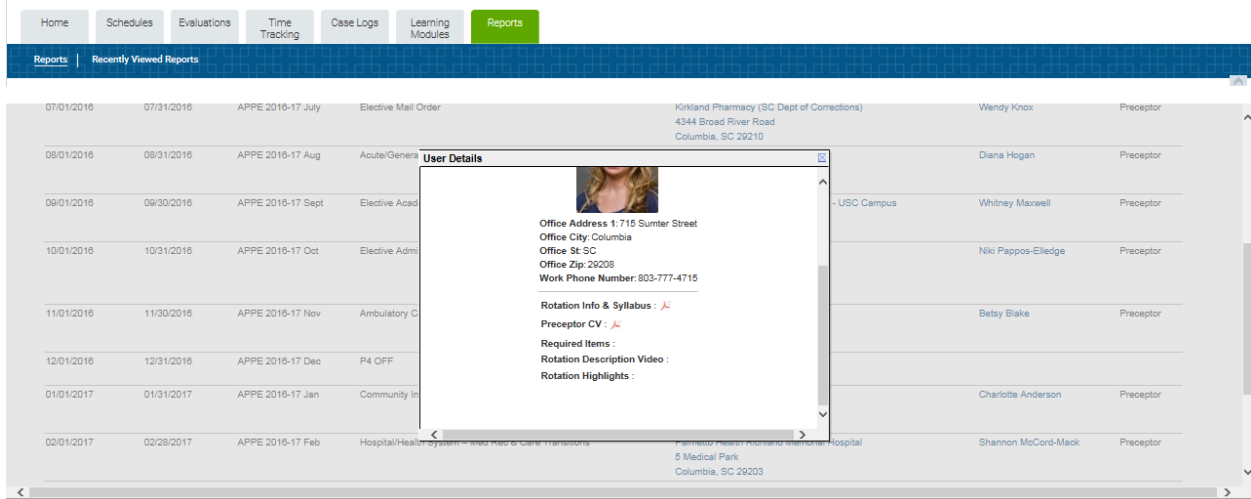 Home Schedules Evaluations Time Tracking Case Logs Learning Modules Reports
Reports | Recently Viewed Reports
07/01/2016 07/31/2016 APPE 2016-17 July Elective Mail Order Kirkland Pharmacy (SC Dept of Corrections) Wendy Knox Preceptor
4344 Broad River Road
Columbia, SC 29210
08/01/2016 08/31/2016 APPE 2016-17 Aug Acute/Genera Diana Hogan Preceptor
09/01/2016 09/30/2016 APPE 2016-17 Sept Elective Acad - USC Campus Whitney Maxwell Preceptor
10/01/2016 10/31/2016 APPE 2016-17 Oct Elective Admi Niki Pappos-Elledge Preceptor
11/01/2016 11/30/2016 APPE 2016-17 Nov Ambulatory C Betsy Blake Preceptor
12/01/2016 12/31/2016 APPE 2016-17 Dec P4 OFF
01/01/2017 01/31/2017 APPE 2016-17 Jan Community In Charlotte Anderson Preceptor
02/01/2017 02/28/2017 APPE 2016-17 Feb Hospital/Health System – Med Rec & Care Transitions Palmetto Health Richland Memorial Hospital Shannon McCord-Mack Preceptor
5 Medical Park
Columbia, SC 29203
User Details
Office Address 1: 715 Sumter Street
Office City: Columbia
Office St: SC
Office Zip: 29208
Work Phone Number: 803-777-4715
Rotation Info & Syllabus :
Preceptor CV :
Required Items :
Rotation Description Video :
Rotation Highlights :